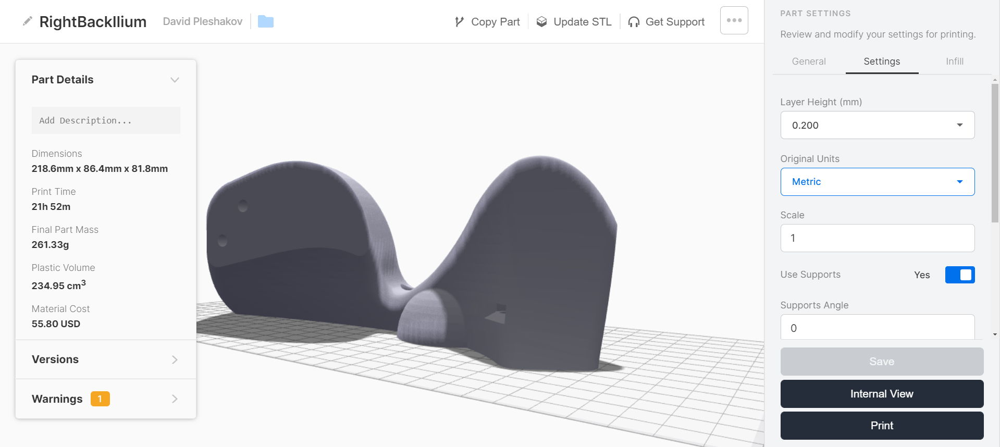 RightBackIlium
David Pleshakov
Copy Part
Update STL
Get Support
Part Details
Add Description...
Dimensions
218.6mm x 86.4mm x 81.8mm
Print Time
21h 52m
Final Part Mass
261.33g
Plastic Volume
234.95 cm³
Material Cost
55.80 USD
Versions
Warnings 1
PART SETTINGS
Review and modify your settings for printing.
General Settings Infill
Layer Height (mm)
0.200
Original Units
Metric
Scale
1
Use Supports Yes
Supports Angle
0
Save
Internal View
Print